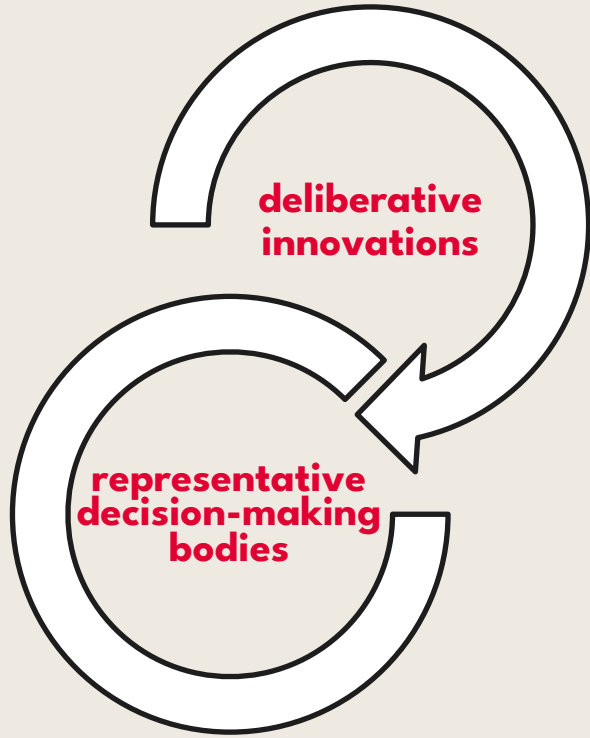 deliberative
innovations
representative
decision-making
bodies